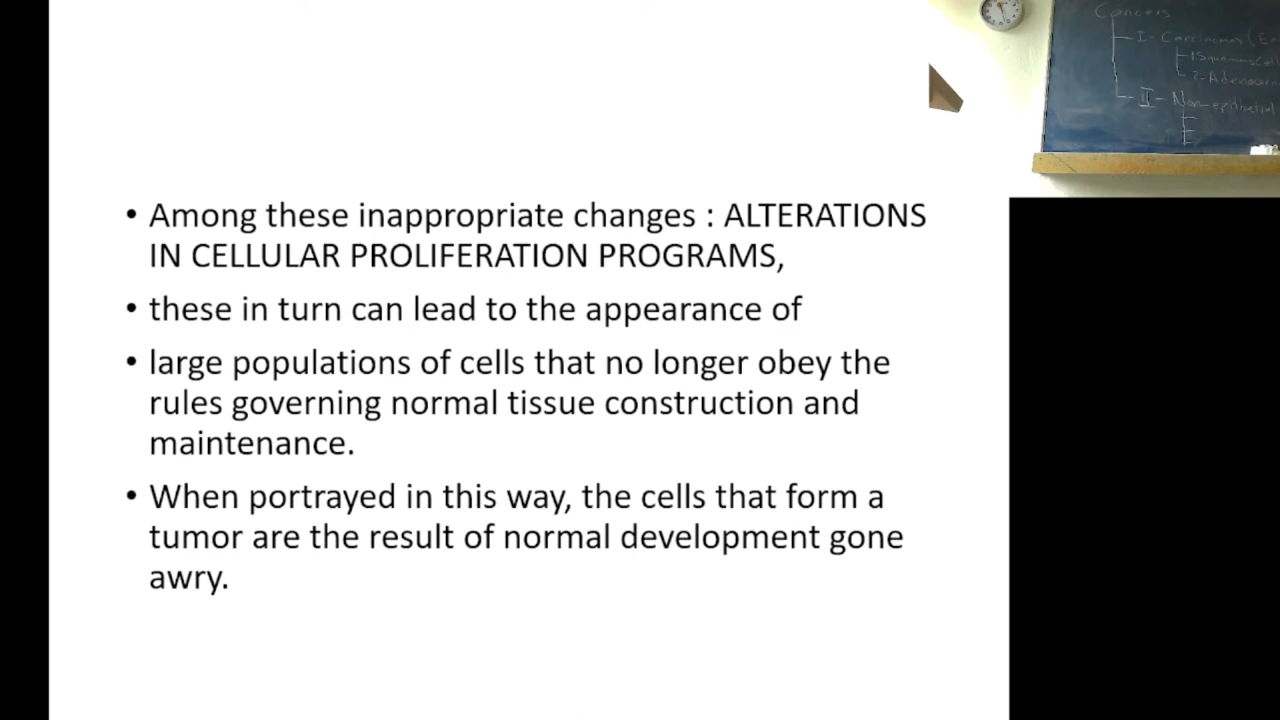 • Among these inappropriate changes : ALTERATIONS
IN CELLULAR PROLIFERATION PROGRAMS,
• these in turn can lead to the appearance of
• large populations of cells that no longer obey the
rules governing normal tissue construction and
maintenance.
• When portrayed in this way, the cells that form a
tumor are the result of normal development gone
awry.
Cancers
I- Carcinomas (
1
2-
II- Non-epithelial